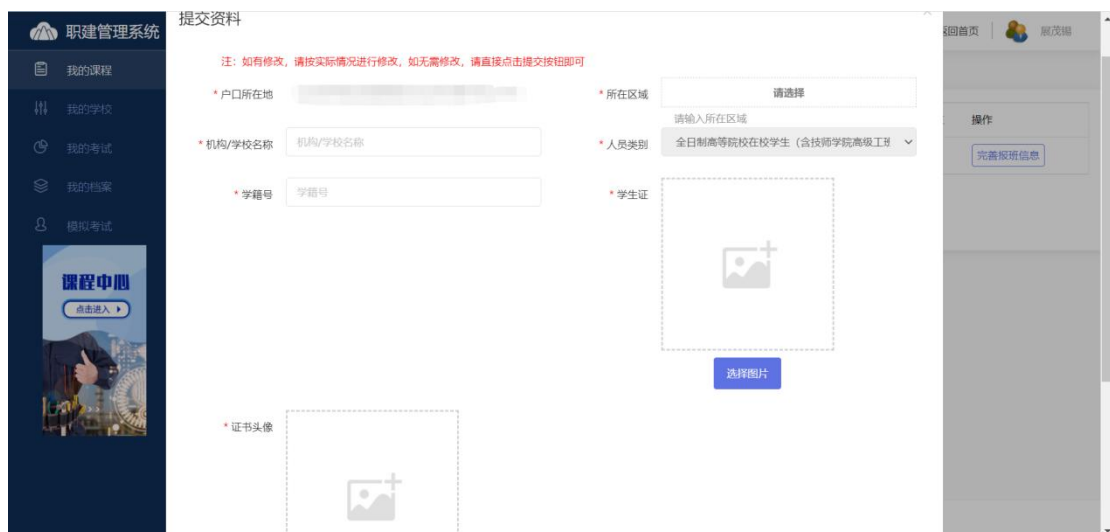 职建管理系统
提交资料
返回首页
展茂锡
我的课程
我的学校
我的考试
我的档案
模拟考试
课程中心
点击进入
注：如有修改，请按实际情况进行修改，如无需修改，请直接点击提交按钮即可
* 户口所在地
* 所在区域 请选择
请输入所在区域
* 机构/学校名称 机构/学校名称
* 人员类别 全日制高等院校在校学生（含技师学院高级工班
* 学籍号 学籍号
* 学生证
选择图片
* 证书头像
操作
完善报班信息